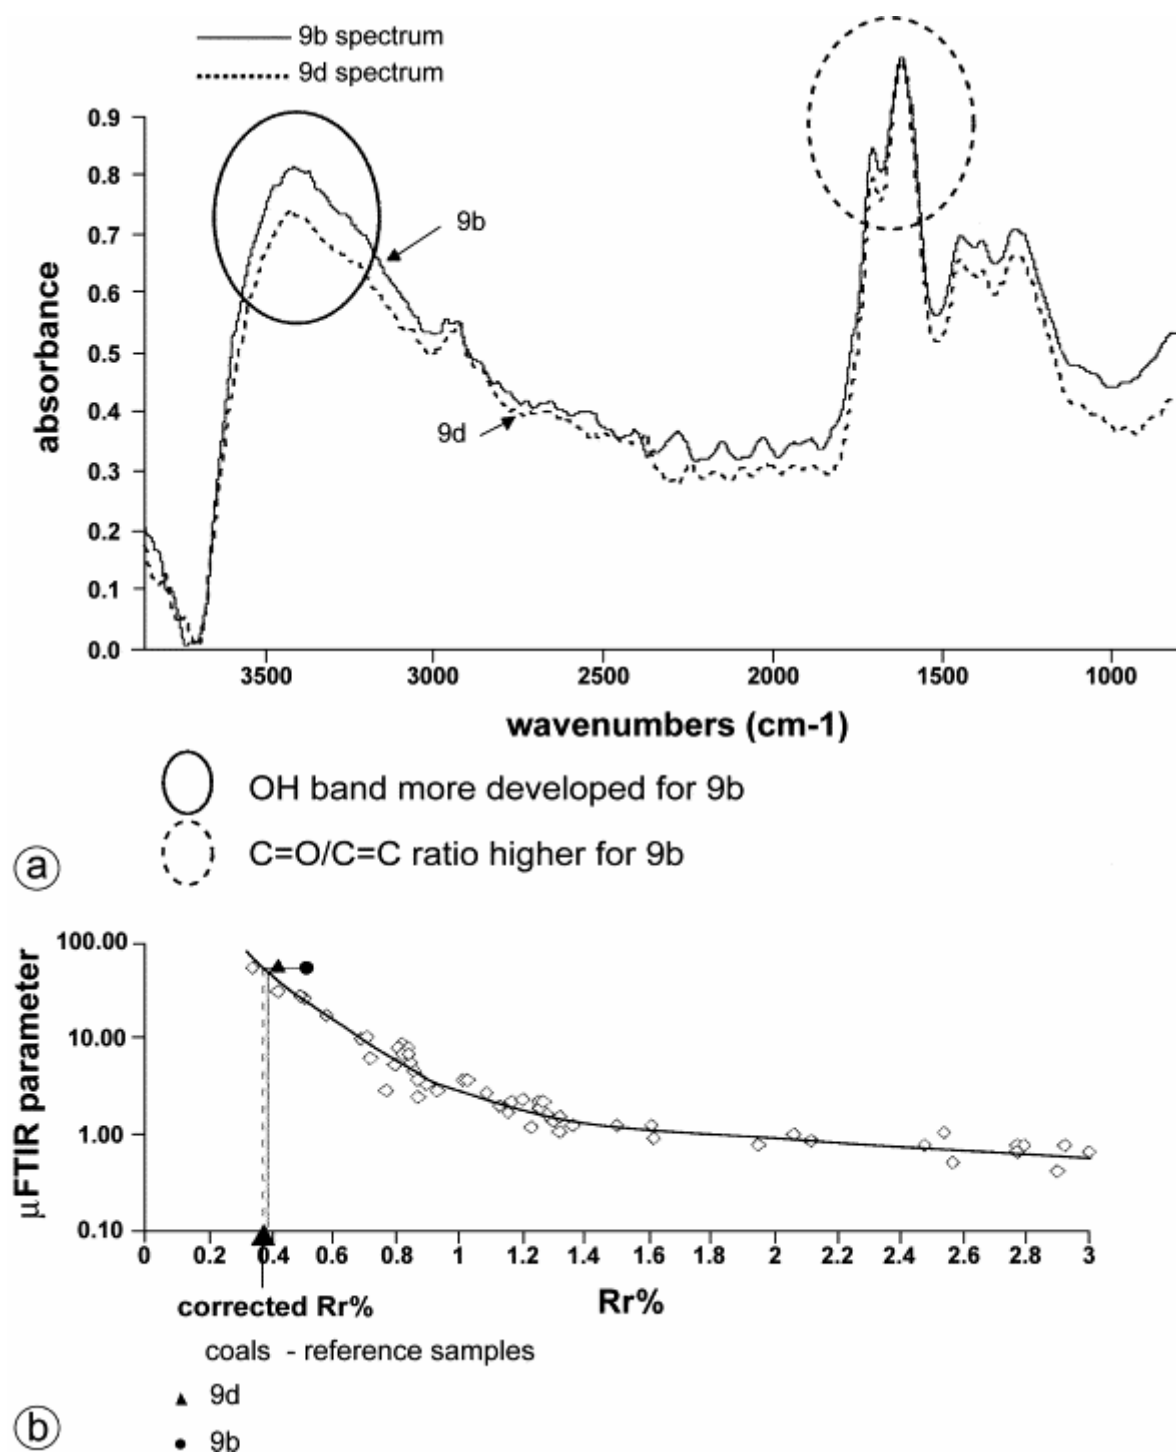 9b spectrum
9d spectrum
0.9
0.8
0.7
0.6
0.5
0.4
0.3
0.2
0.1
0.0
absorbance
9b
9d
3500 3000 2500 2000 1500 1000
wavenumbers (cm-1)
OH band more developed for 9b
C=O/C=C ratio higher for 9b
a
µFTIR parameter
100.00
10.00
1.00
0.10
0 0.2 0.4 0.6 0.8 1 1.2 1.4 1.6 1.8 2 2.2 2.4 2.6 2.8 3
corrected Rr%
Rr%
coals - reference samples
9d
9b
b